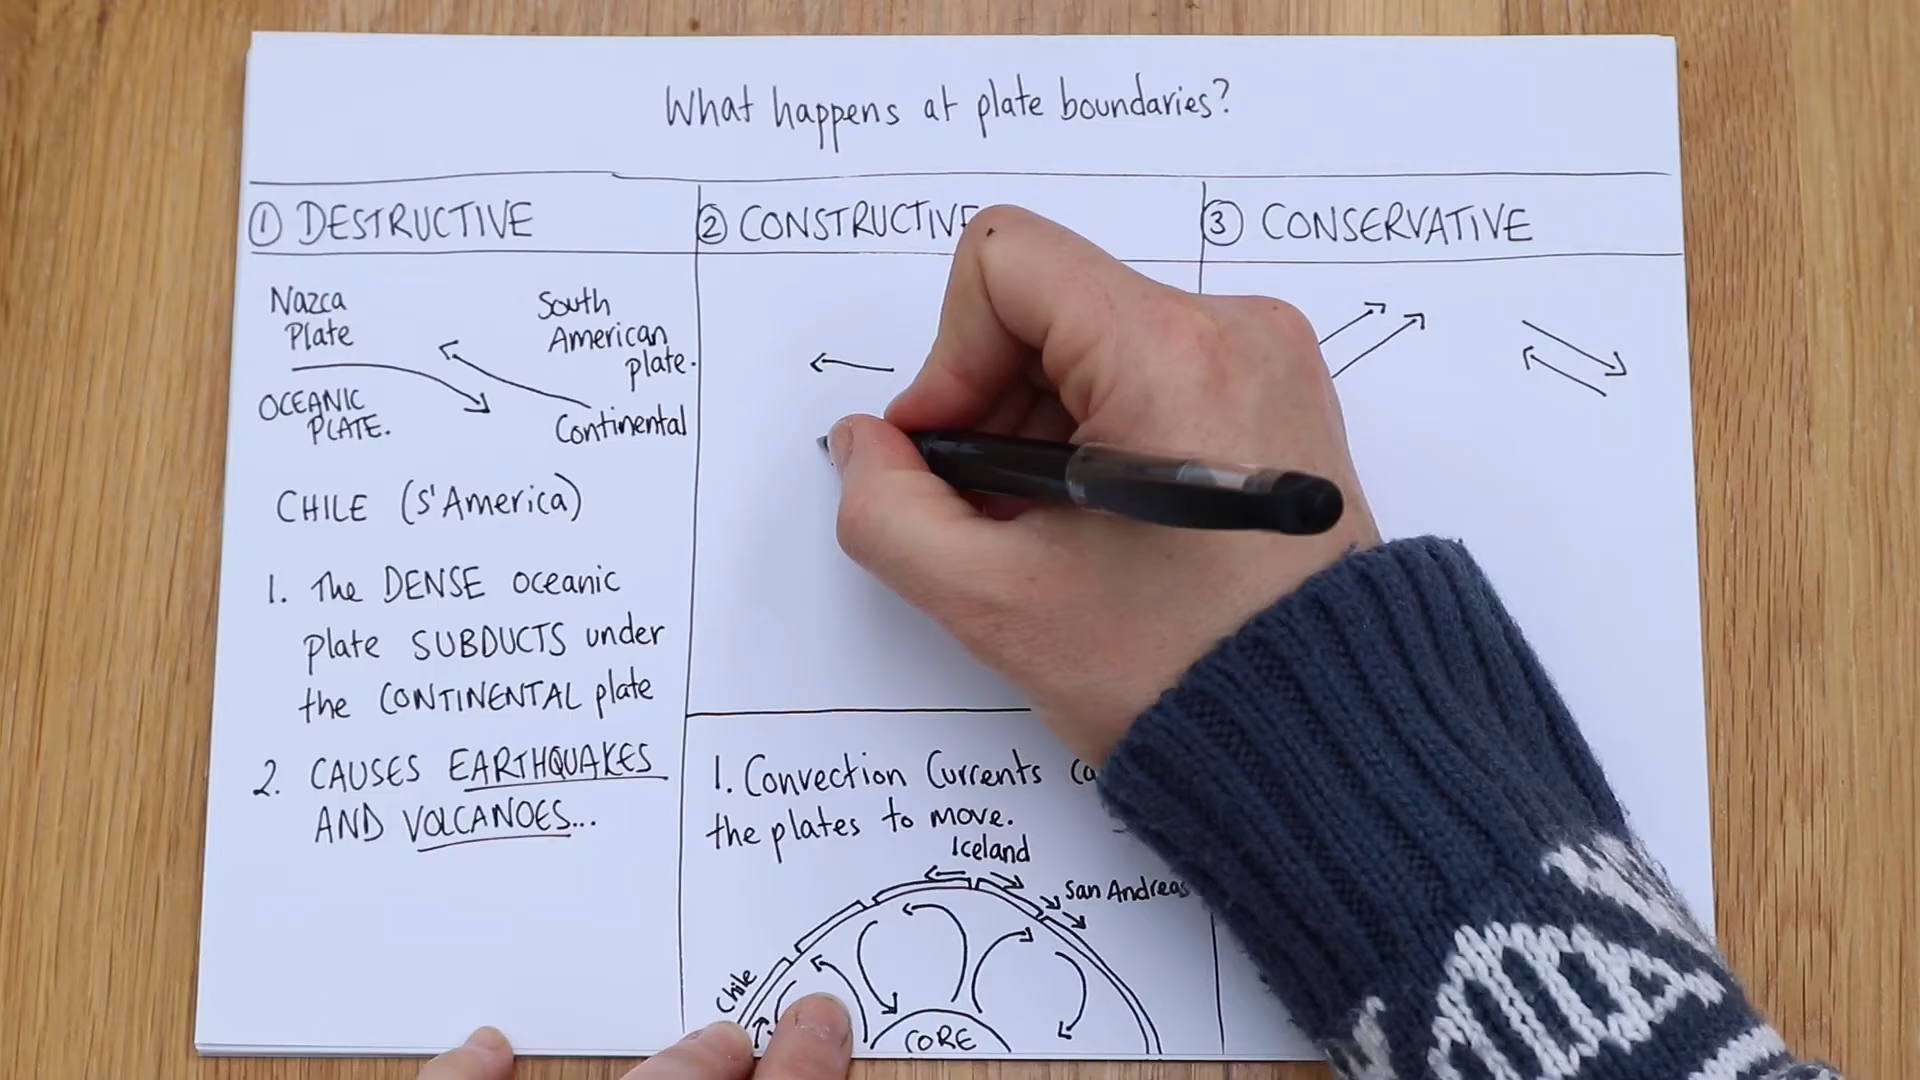 What happens at plate boundaries?
① DESTRUCTIVE
Nazca
Plate
South
American
plate.
OCEANIC
PLATE.
Continental
CHILE (S'America)
1. The DENSE oceanic
plate SUBDUCTS under
the CONTINENTAL plate
2. CAUSES EARTHQUAKES
AND VOLCANOES...
② CONSTRUCTIVE
1. Convection Currents
the plates to move.
Iceland
San Andreas
Chile
CORE
③ CONSERVATIVE